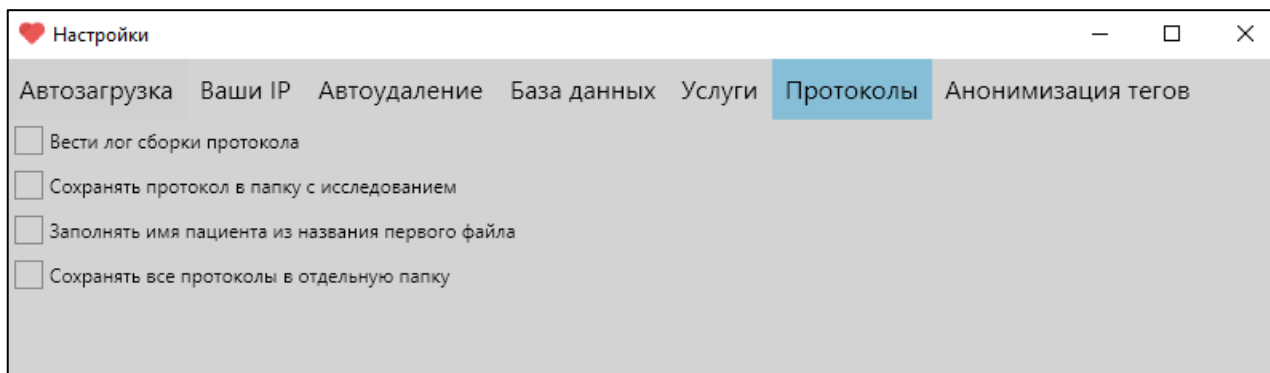 Настройки
Автозагрузка Ваши IP Автоудаление База данных Услуги Протоколы Анонимизация тегов
Вести лог сборки протокола
Сохранять протокол в папку с исследованием
Заполнять имя пациента из названия первого файла
Сохранять все протоколы в отдельную папку